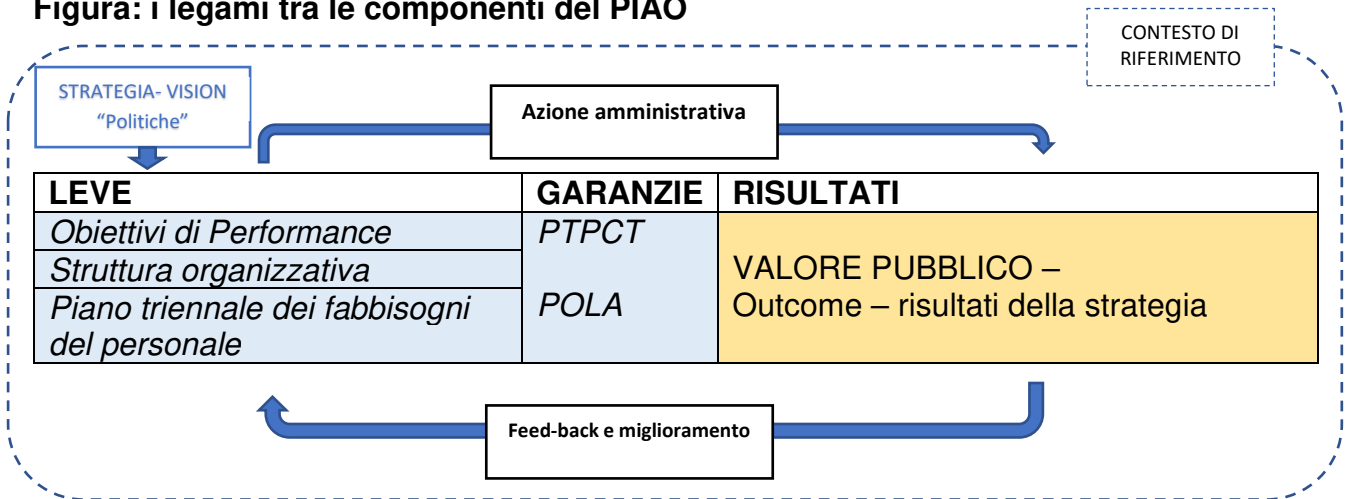 Figura: i legami tra le componenti del PIAO
CONTESTO DI
RIFERIMENTO
STRATEGIA- VISION
“Politiche”
Azione amministrativa
LEVE GARANZIE RISULTATI
Obiettivi di Performance PTPCT
Struttura organizzativa VALORE PUBBLICO –
Piano triennale dei fabbisogni POLA Outcome – risultati della strategia
del personale
Feed-back e miglioramento